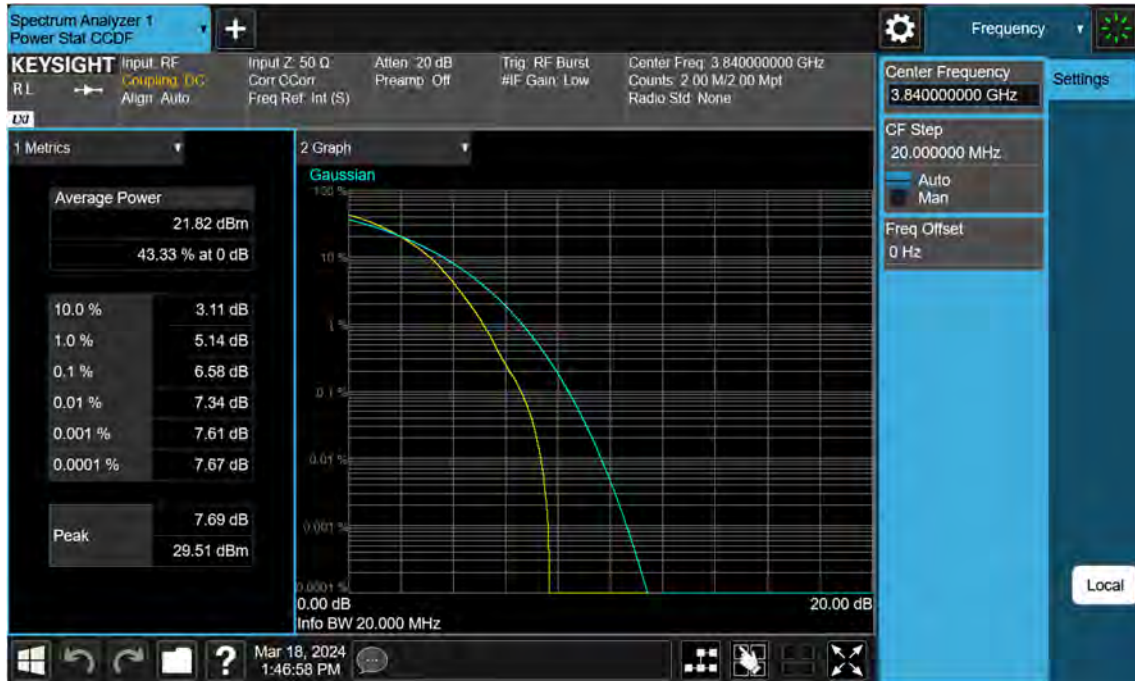 Spectrum Analyzer 1
Power Stat CCDF
Frequency
KEYSIGHT
RL
LXI
Input: RF
Coupling: DC
Align: Auto
Input Z: 50 Ω
Corr CCorr
Freq Ref: Int (S)
Atten: 20 dB
Preamp: Off
Trig: RF Burst
#IF Gain: Low
Center Freq: 3.840000000 GHz
Counts: 2.00 M/2.00 Mpt
Radio Std: None
Center Frequency
3.840000000 GHz
Settings
CF Step
20.000000 MHz
Auto
Man
Freq Offset
0 Hz
1 Metrics
Average Power
21.82 dBm
43.33 % at 0 dB
10.0 % 3.11 dB
1.0 % 5.14 dB
0.1 % 6.58 dB
0.01 % 7.34 dB
0.001 % 7.61 dB
0.0001 % 7.67 dB
Peak
7.69 dB
29.51 dBm
2 Graph
Gaussian
100 %
10 %
1 %
0.1 %
0.01 %
0.001 %
0.0001 %
0.00 dB 20.00 dB
Info BW 20.000 MHz
Local
?
Mar 18, 2024
1:46:58 PM